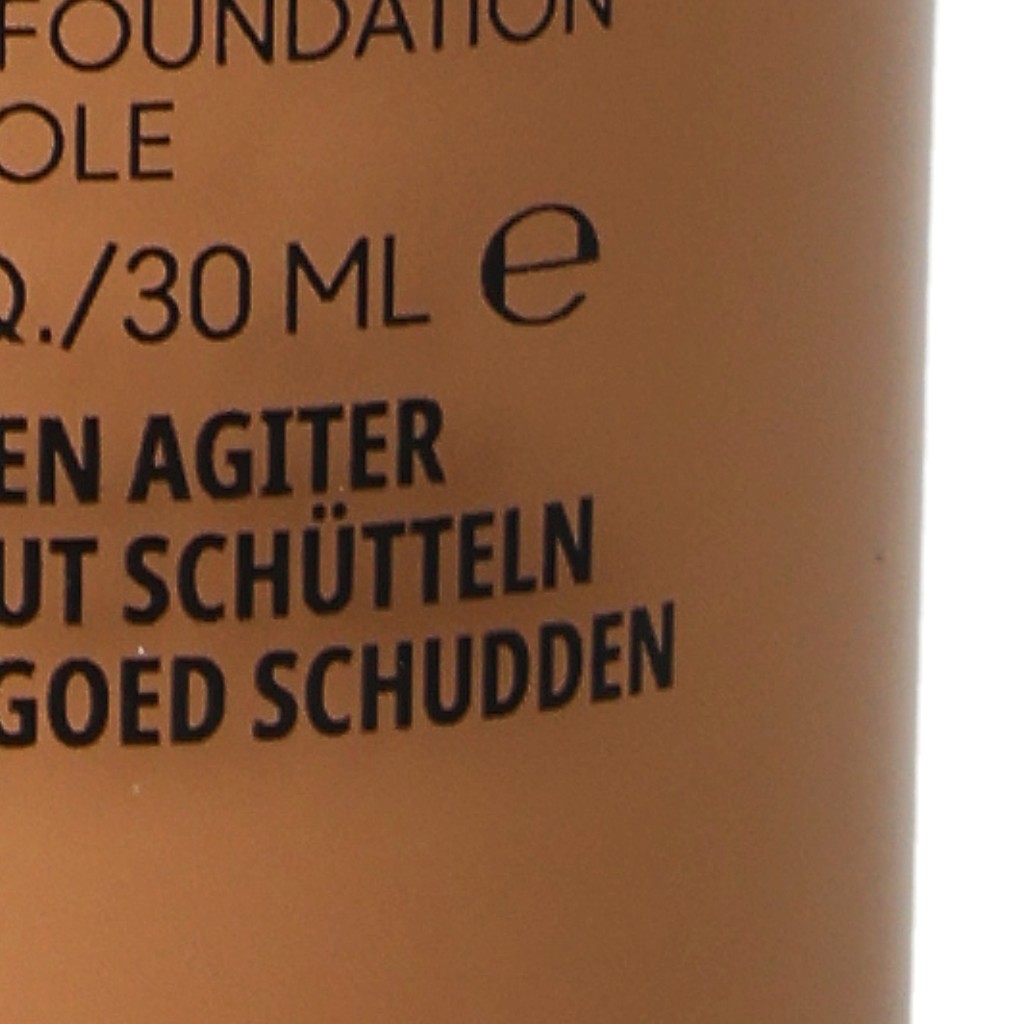 FOUNDATION
OLE
Q./30 ML e
EN AGITER
UT SCHÜTTELN
GOED SCHUDDEN